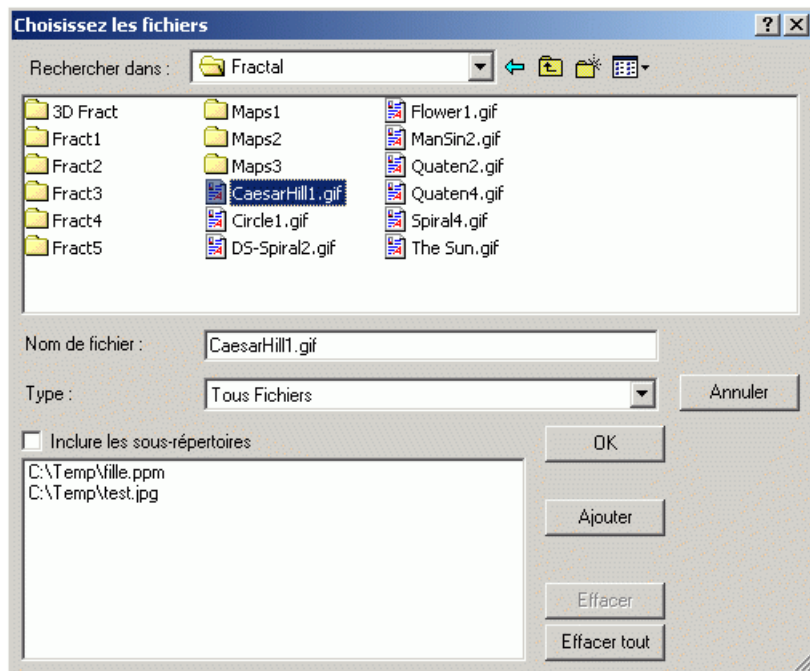 Choisissez les fichiers
Rechercher dans :
Fractal
3D Fract
Fract1
Fract2
Fract3
Fract4
Fract5
Maps1
Maps2
Maps3
CaesarHill1.gif
Circle1.gif
DS-Spiral2.gif
Flower1.gif
ManSin2.gif
Quaten2.gif
Quaten4.gif
Spiral4.gif
The Sun.gif
Nom de fichier :
CaesarHill1.gif
Type :
Tous Fichiers
Annuler
Inclure les sous-répertoires
OK
C:\Temp\fille.ppm
C:\Temp\test.jpg
Ajouter
Effacer
Effacer tout